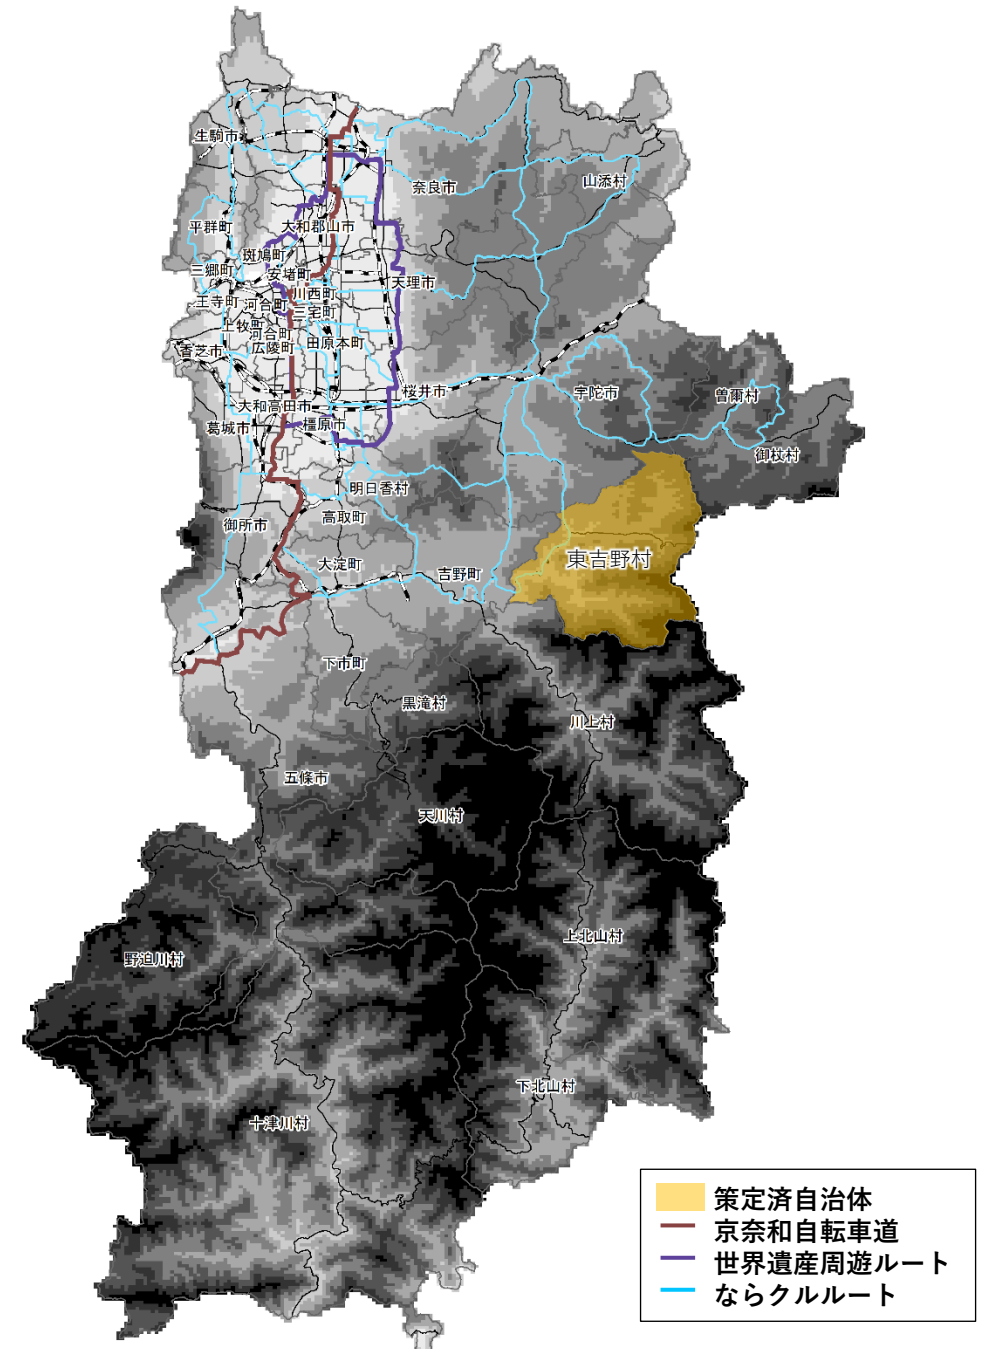 生駒市
奈良市
山添村
平群町
大和郡山市
斑鳩町
三郷町
安堵町
天理市
川西町
王寺町
河合町
三宅町
上牧町
河合町
田原本町
広陵町
香芝市
桜井市
宇陀市
曽爾村
大和高田市
葛城市
橿原市
御杖村
明日香村
高取町
御所市
東吉野村
大淀町
吉野町
下市町
黒滝村
川上村
五條市
天川村
上北山村
野迫川村
下北山村
十津川村
策定済自治体
京奈和自転車道
世界遺産周遊ルート
ならクルルート